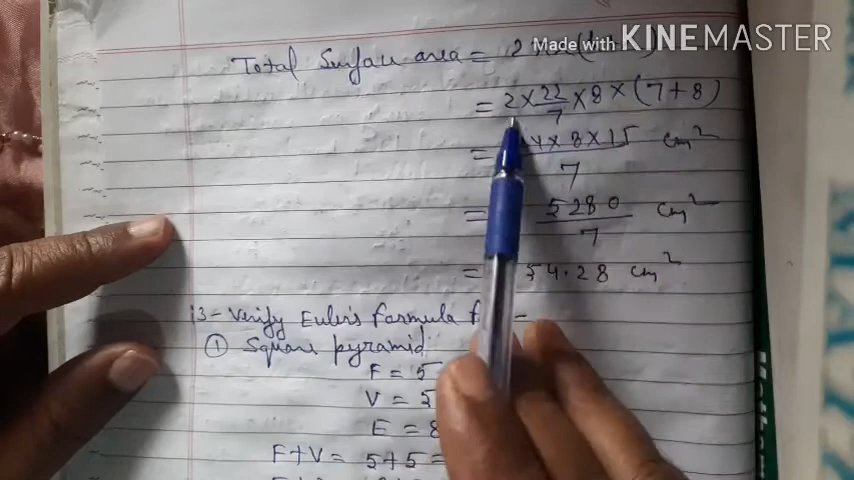 Made with KINEMASTER
Total Surface area = 2
= 2 × 22/7 × 8 × (7 + 8)
= 4 × 8 × 15 / 7 cm²
= 5280 / 7 cm²
= 54.28 cm²
13- Verify Euler's formula
① Square pyramid
F = 5
V = 5
E = 8
F+V = 5+5 =